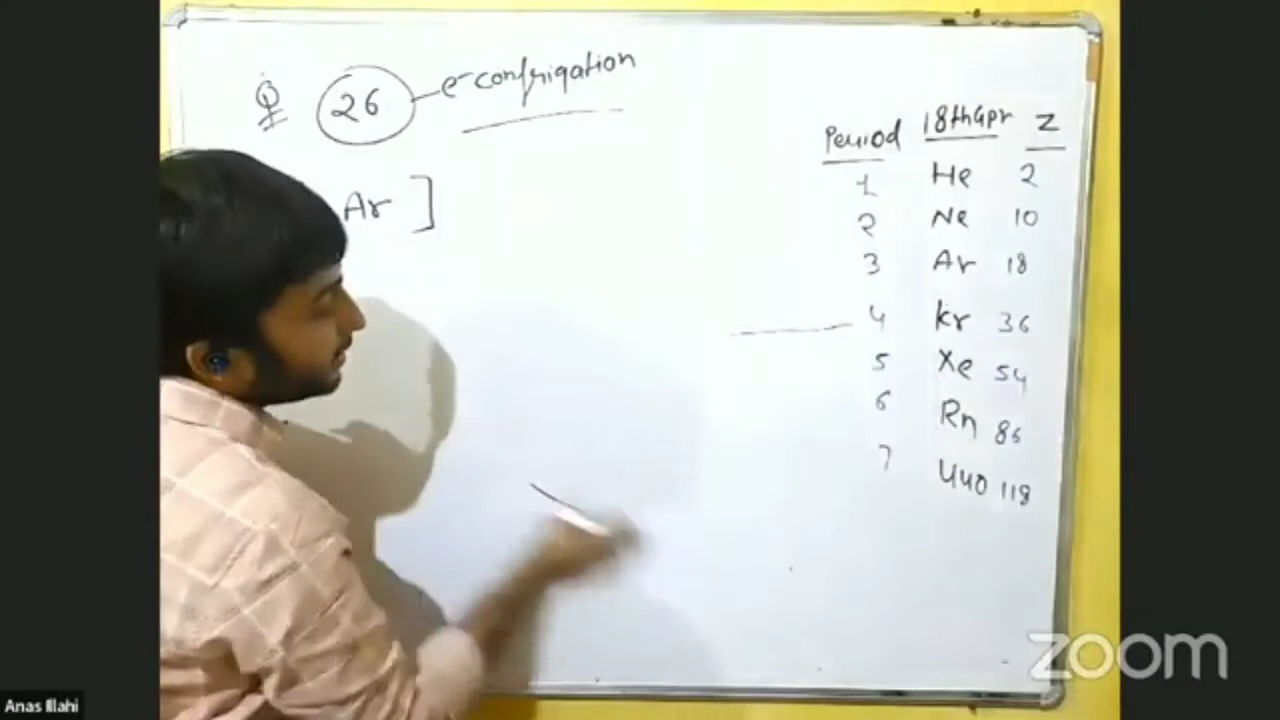 Q 26 e- confriqation
Ar ]
Period 18th Gpr Z
1 He 2
2 Ne 10
3 Ar 18
4 Kr 36
5 Xe 54
6 Rn 86
7 Uuo 118
zoom
Anas Illahi